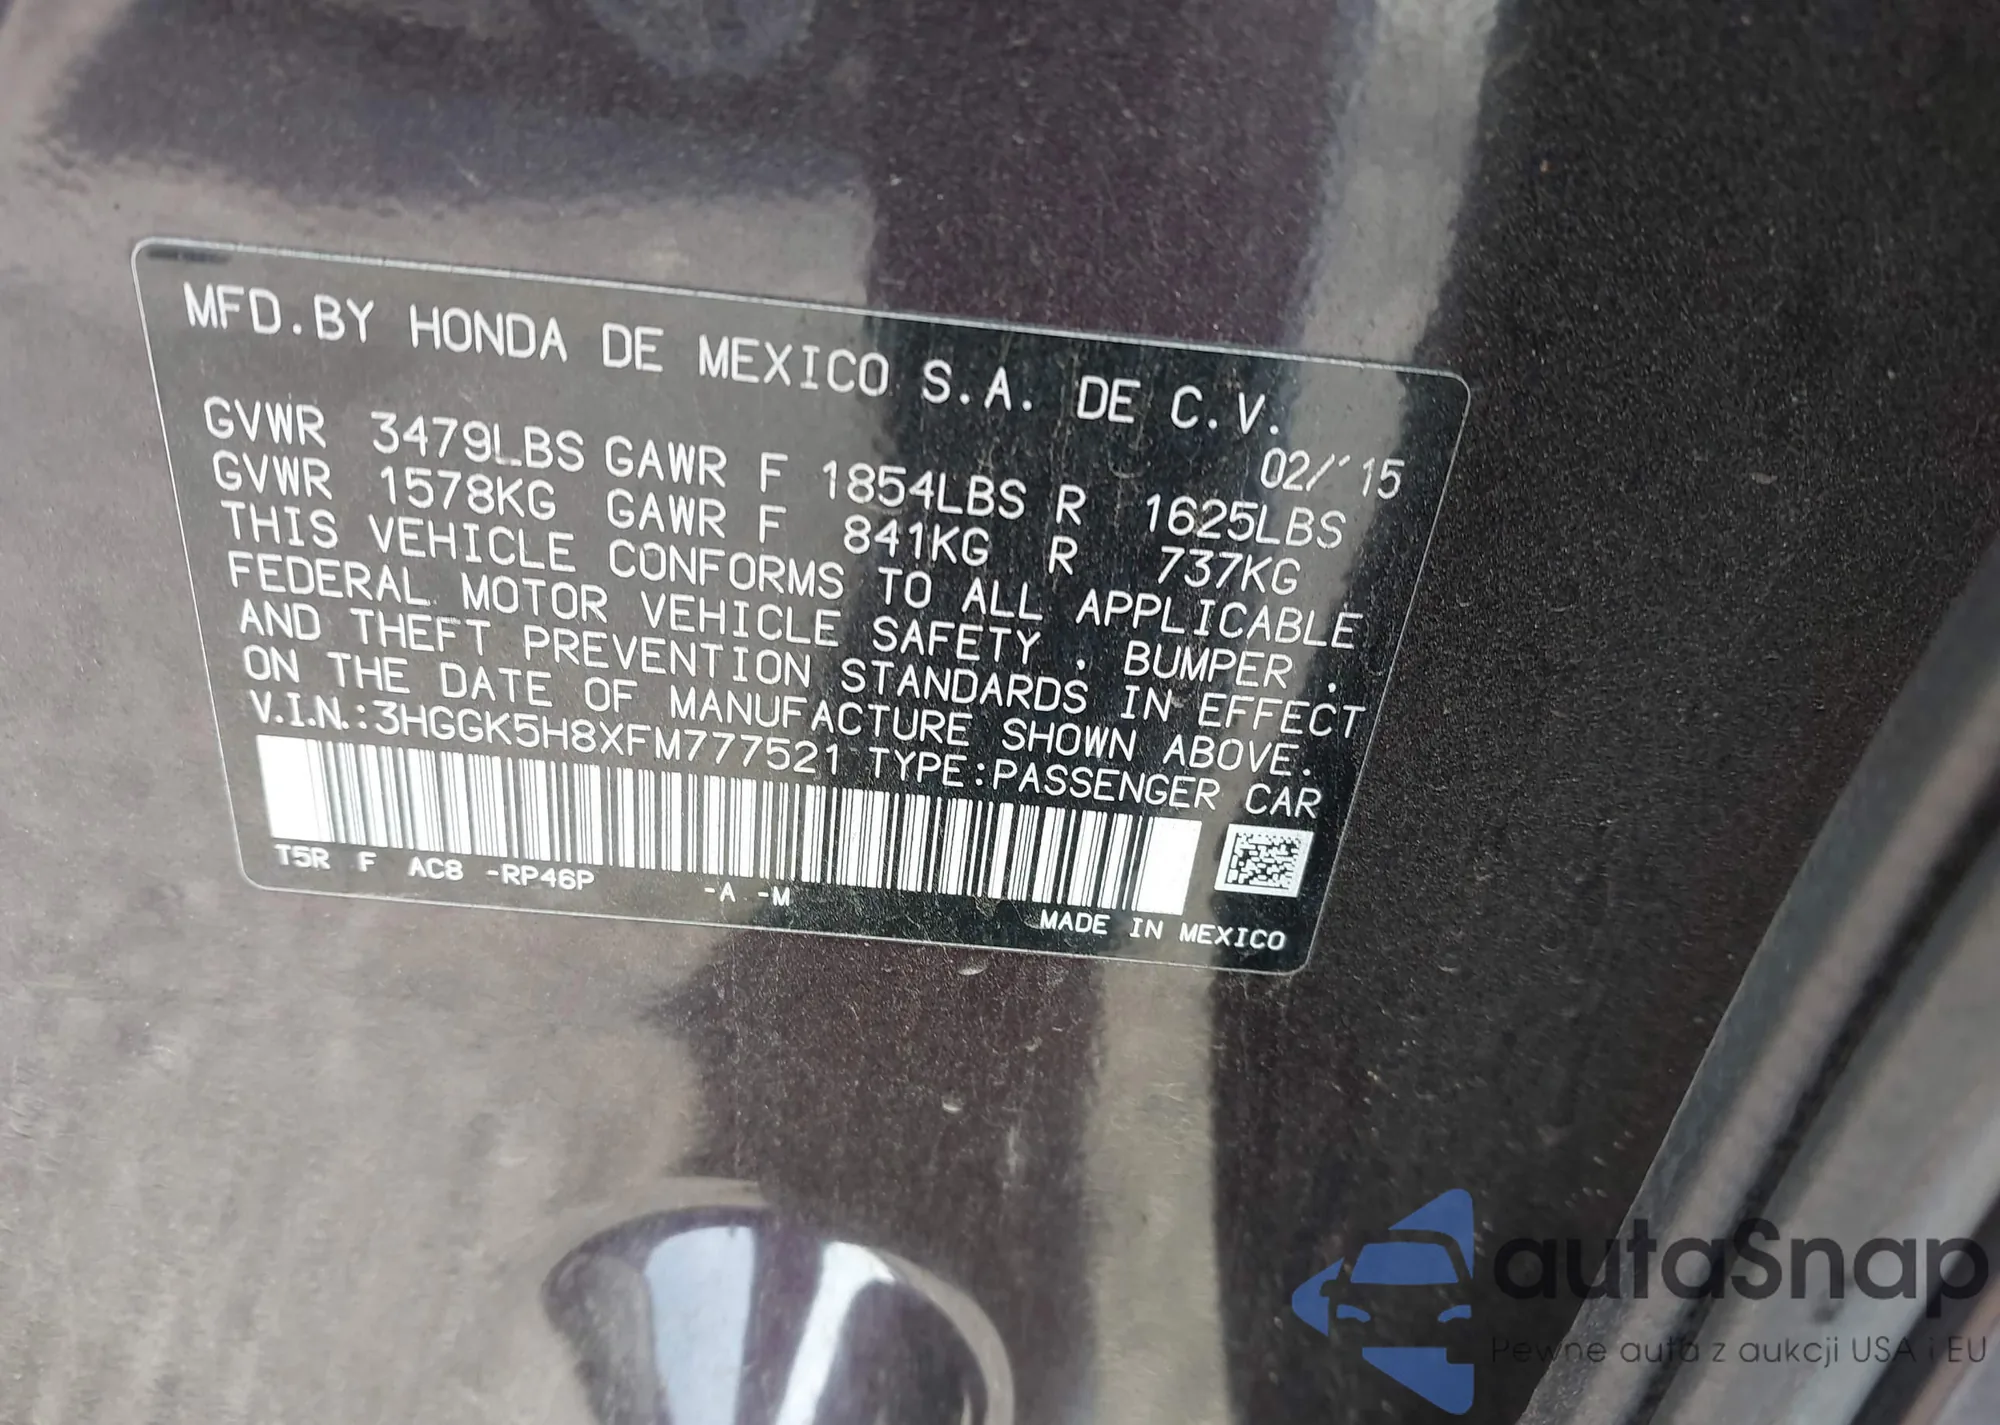 MFD.BY HONDA DE MEXICO S.A. DE C.V.
02/'15
GVWR 3479LBS GAWR F 1854LBS R 1625LBS
GVWR 1578KG GAWR F 841KG R 737KG
THIS VEHICLE CONFORMS TO ALL APPLICABLE
FEDERAL MOTOR VEHICLE SAFETY , BUMPER ,
AND THEFT PREVENTION STANDARDS IN EFFECT
ON THE DATE OF MANUFACTURE SHOWN ABOVE.
V.I.N.:3HGGK5H8XFM777521 TYPE:PASSENGER CAR
T5R F AC8 -RP46P -A -M
MADE IN MEXICO
autaSnap
Pewne auta z aukcji USA i EU